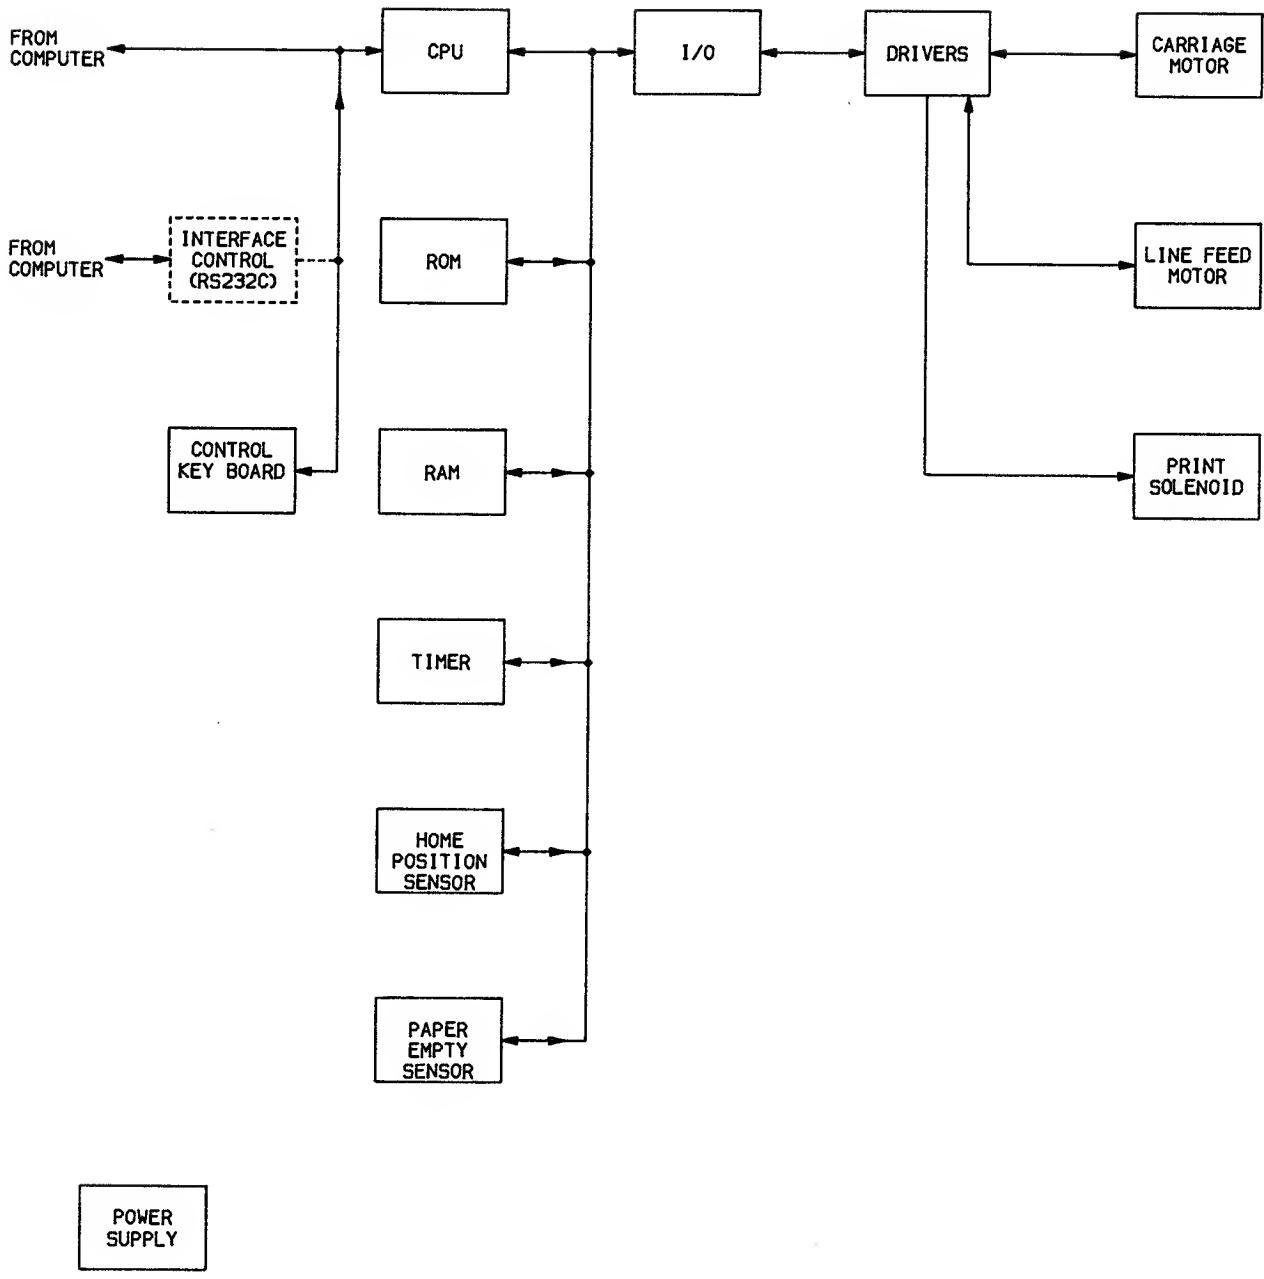 FROM
COMPUTER
CPU
I/O
DRIVERS
CARRIAGE
MOTOR
FROM
COMPUTER
INTERFACE
CONTROL
(RS232C)
ROM
LINE FEED
MOTOR
CONTROL
KEY BOARD
RAM
PRINT
SOLENOID
TIMER
HOME
POSITION
SENSOR
PAPER
EMPTY
SENSOR
POWER
SUPPLY